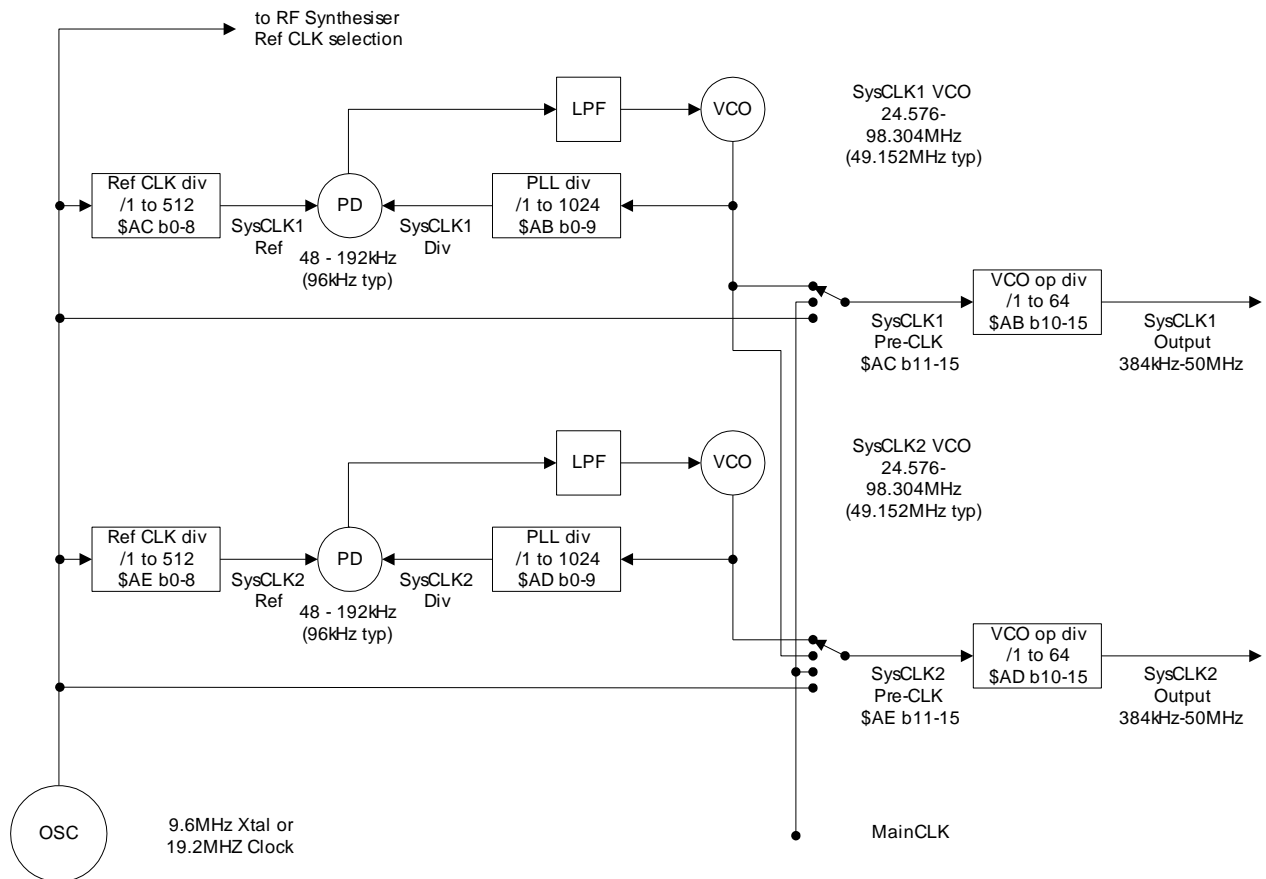 to RF Synthesiser
Ref CLK selection
LPF
VCO
SysCLK1 VCO
24.576-
98.304MHz
(49.152MHz typ)
Ref CLK div
/1 to 512
$AC b0-8
SysCLK1
Ref
PD
48 - 192kHz
(96kHz typ)
SysCLK1
Div
PLL div
/1 to 1024
$AB b0-9
SysCLK1
Pre-CLK
$AC b11-15
VCO op div
/1 to 64
$AB b10-15
SysCLK1
Output
384kHz-50MHz
LPF
VCO
SysCLK2 VCO
24.576-
98.304MHz
(49.152MHz typ)
Ref CLK div
/1 to 512
$AE b0-8
SysCLK2
Ref
PD
48 - 192kHz
(96kHz typ)
SysCLK2
Div
PLL div
/1 to 1024
$AD b0-9
SysCLK2
Pre-CLK
$AE b11-15
VCO op div
/1 to 64
$AD b10-15
SysCLK2
Output
384kHz-50MHz
OSC
9.6MHz Xtal or
19.2MHZ Clock
MainCLK